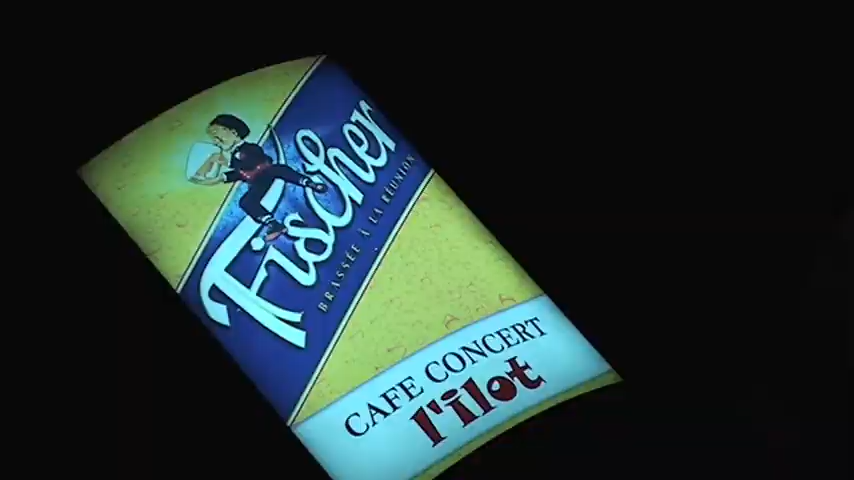 Fischer
BRASSÉE À LA RÉUNION
CAFE CONCERT
l'ilot